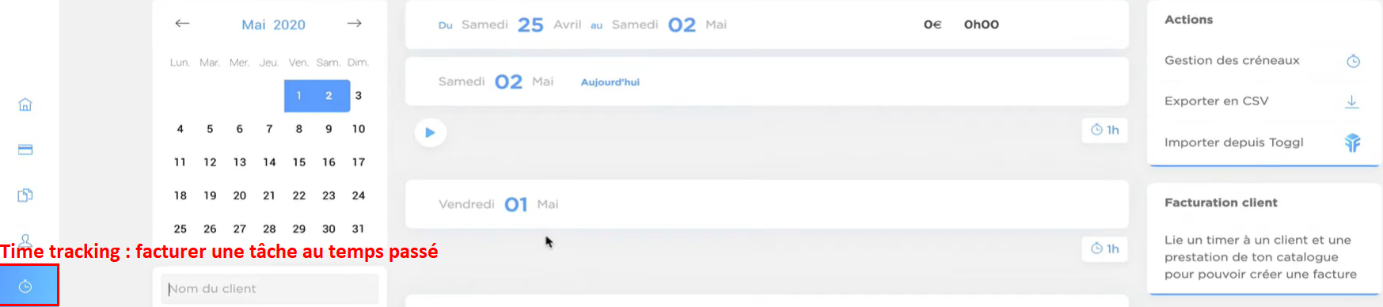 Mai 2020
Lun. Mar. Mer. Jeu. Ven. Sam. Dim.
1 2 3
4 5 6 7 8 9 10
11 12 13 14 15 16 17
18 19 20 21 22 23 24
25 26 27 28 29 30 31
Nom du client
Time tracking : facturer une tâche au temps passé
Du Samedi 25 Avril au Samedi 02 Mai 0€ 0h00
Samedi 02 Mai Aujourd'hui
1h
Vendredi 01 Mai
1h
Actions
Gestion des créneaux
Exporter en CSV
Importer depuis Toggl
Facturation client
Lie un timer à un client et une
prestation de ton catalogue
pour pouvoir créer une facture